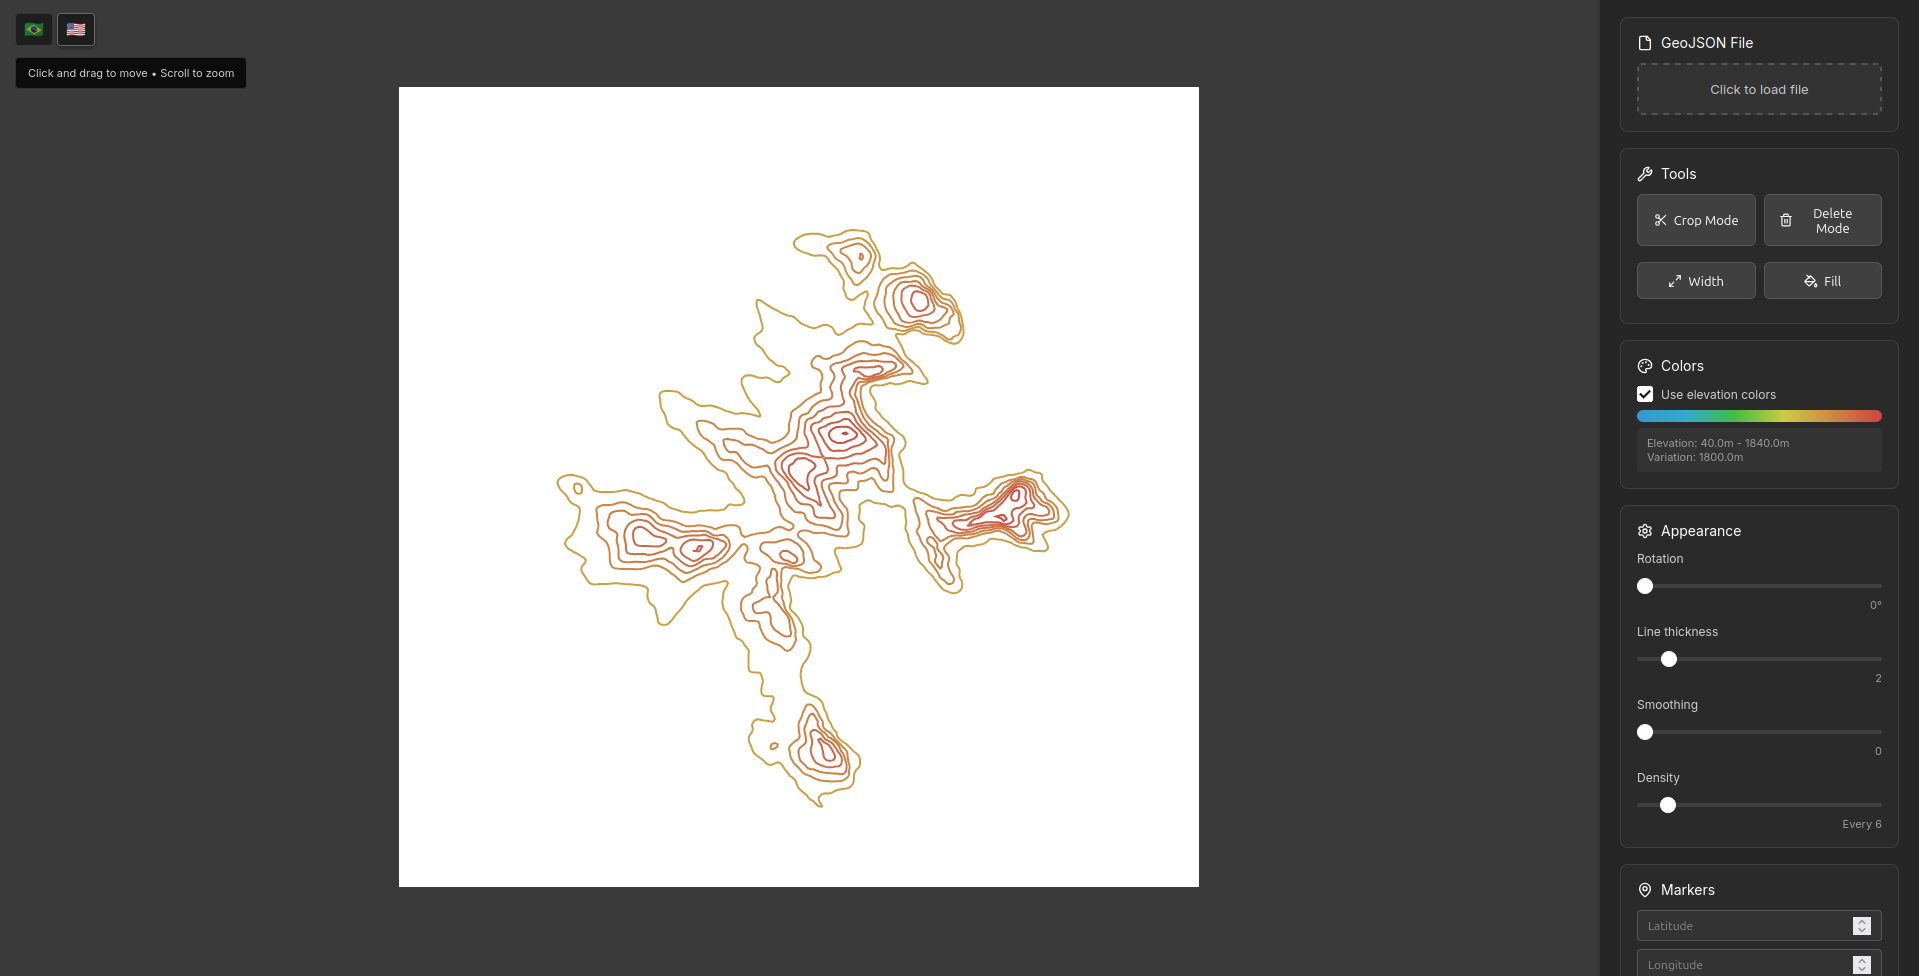 Click and drag to move • Scroll to zoom
GeoJSON File
Click to load file
Tools
Crop Mode
Delete
Mode
Width
Fill
Colors
Use elevation colors
Elevation: 40.0m - 1840.0m
Variation: 1800.0m
Appearance
Rotation
0°
Line thickness
2
Smoothing
0
Density
Every 6
Markers
Latitude
Longitude